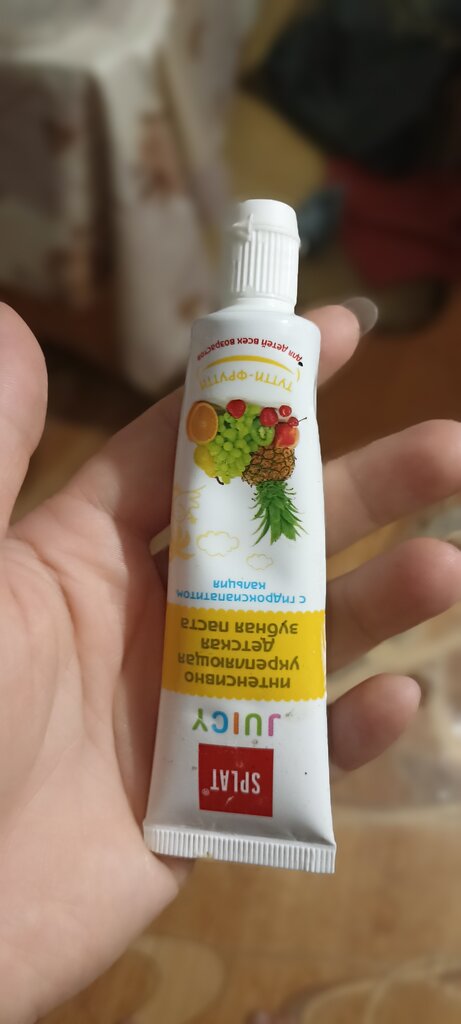 SPLAT®
JUICY
интенсивно
укрепляющая
детская
зубная паста
с гидроксиапатитом
кальция
ТУТТИ-ФРУТТИ
Для детей всех возрастов